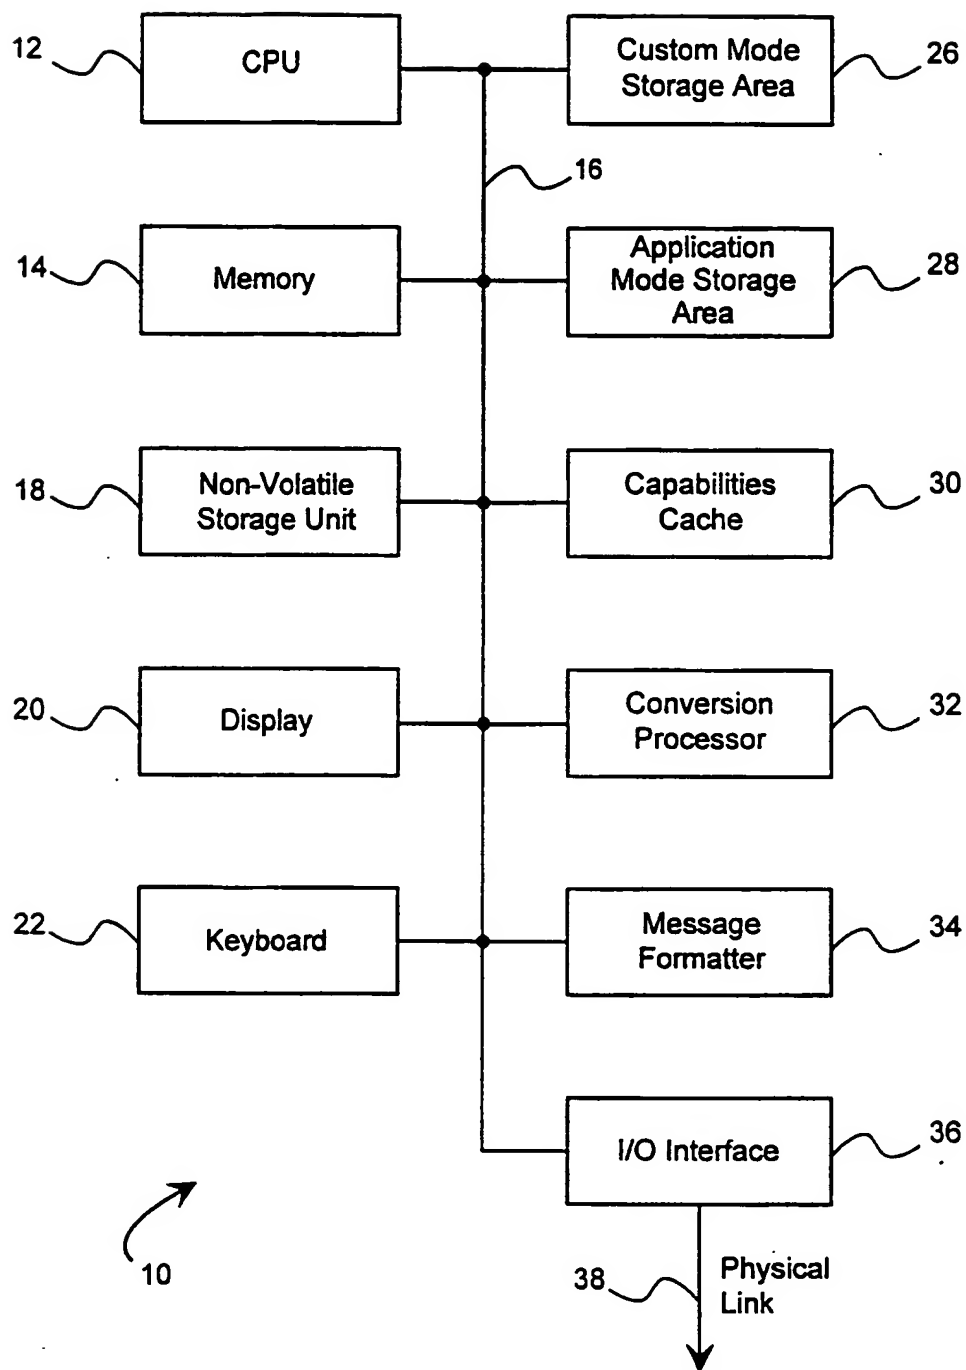 12
CPU
Custom Mode
Storage Area
26
16
14
Memory
Application
Mode Storage
Area
28
18
Non-Volatile
Storage Unit
Capabilities
Cache
30
20
Display
Conversion
Processor
32
22
Keyboard
Message
Formatter
34
I/O Interface
36
10
38
Physical
Link